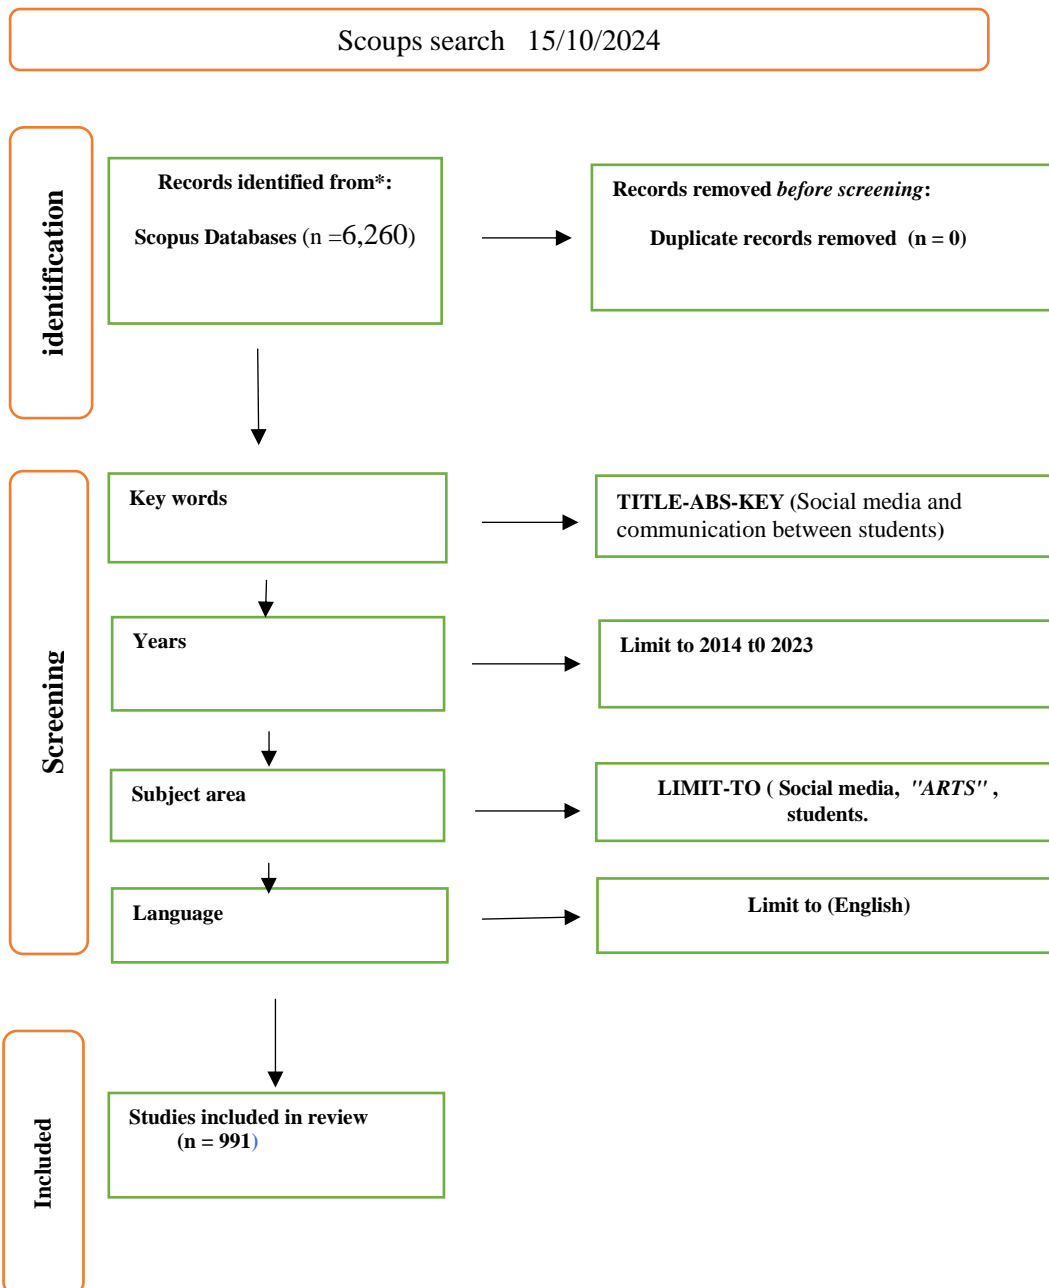 Scoups search 15/10/2024
identification
Records identified from*:
Scopus Databases (n =6,260)
Records removed before screening:
Duplicate records removed (n = 0)
Screening
Key words
TITLE-ABS-KEY (Social media and
communication between students)
Years
Limit to 2014 t0 2023
Subject area
LIMIT-TO ( Social media, "ARTS" ,
students.
Language
Limit to (English)
Included
Studies included in review
(n = 991)